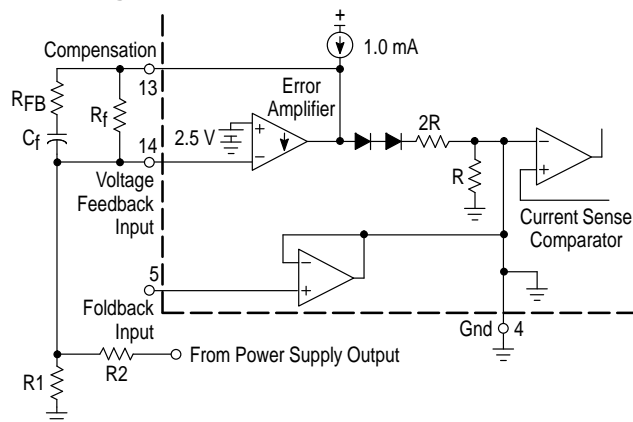 +
1.0 mA
Compensation
13
RFB
Rf
Cf
Error
Amplifier
+
2.5 V
−
14
Voltage
Feedback
Input
2R
R
−
+
Current Sense
Comparator
−
+
5
Foldback
Input
Gnd
4
From Power Supply Output
R2
R1